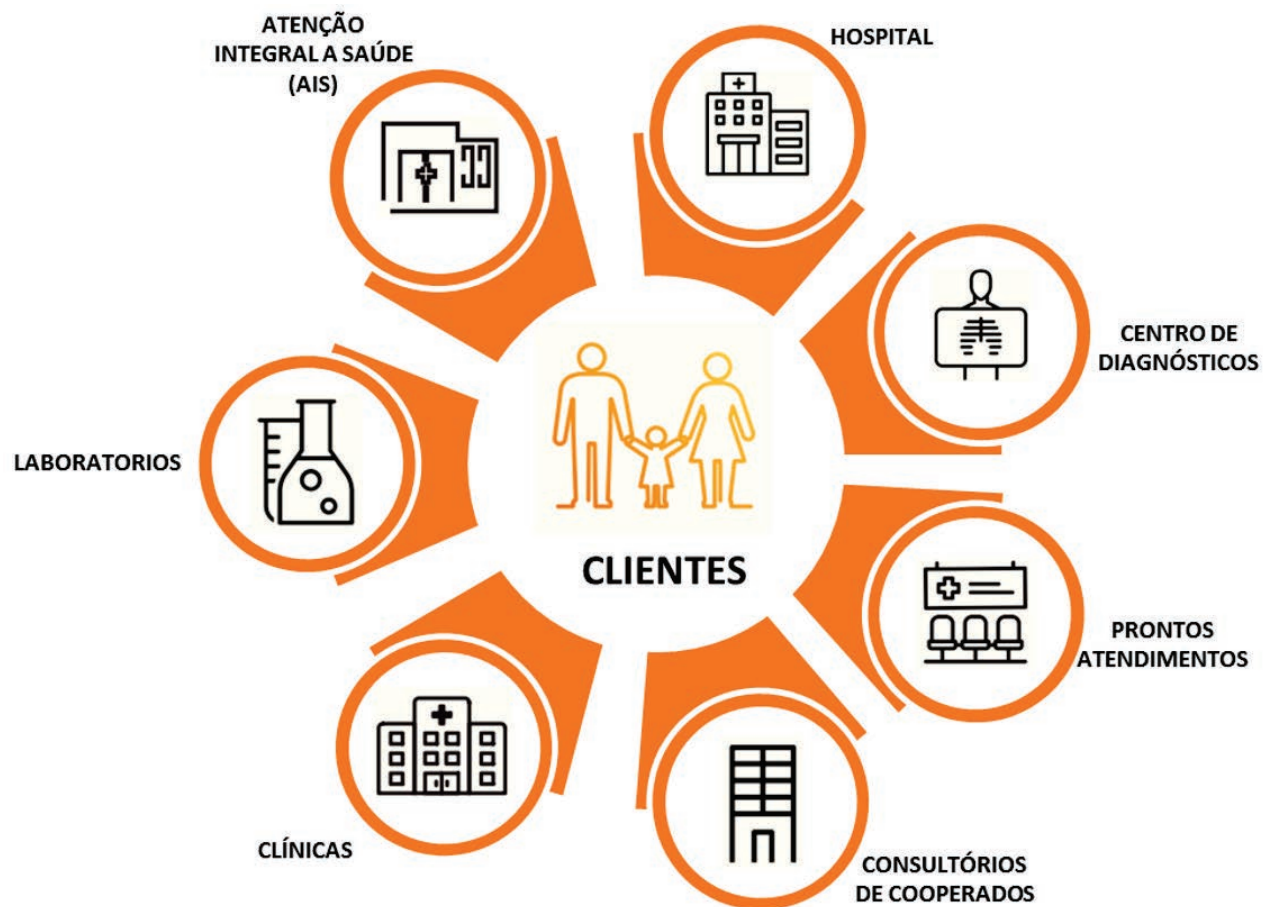 ATENÇÃO
INTEGRAL A SAÚDE
(AIS)
HOSPITAL
CENTRO DE
DIAGNÓSTICOS
LABORATORIOS
CLIENTES
PRONTOS
ATENDIMENTOS
CLÍNICAS
CONSULTÓRIOS
DE COOPERADOS